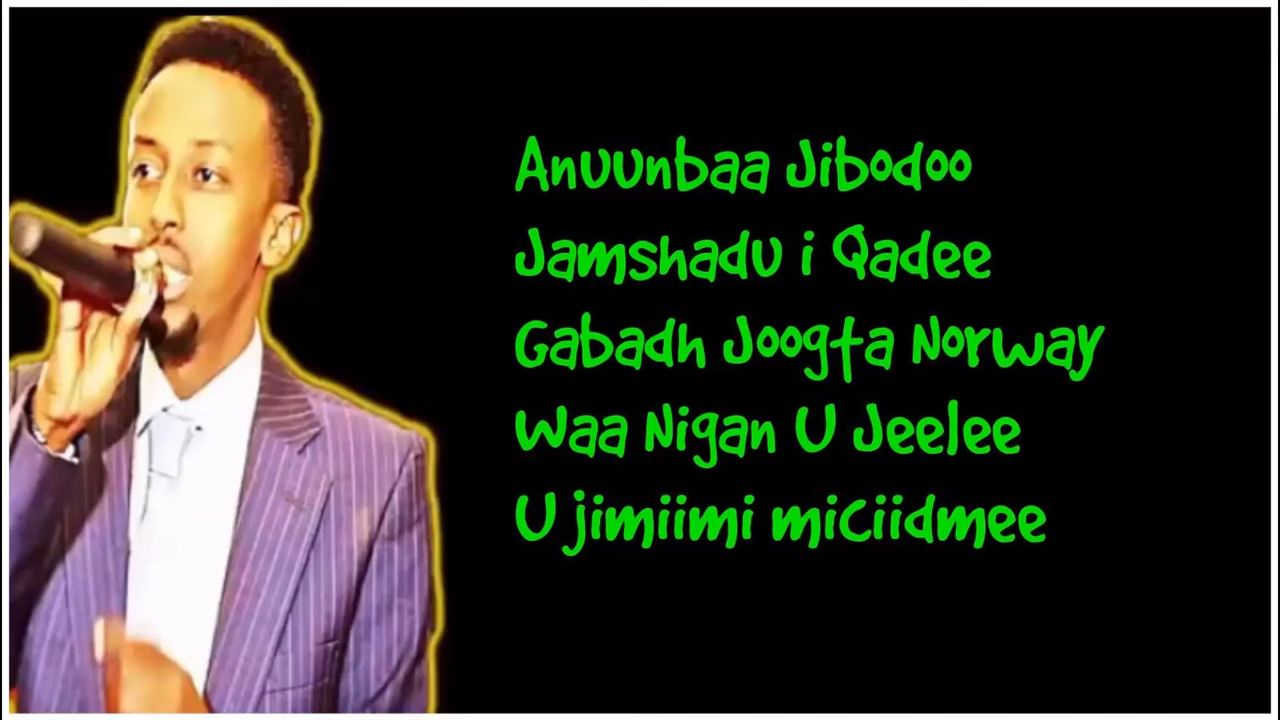 Anuunbaa Jibodoo
Jamshadu i Qadee
Gabadh Joogta Norway
Waa Nigan U Jeelee
U jimiimi miciidmee